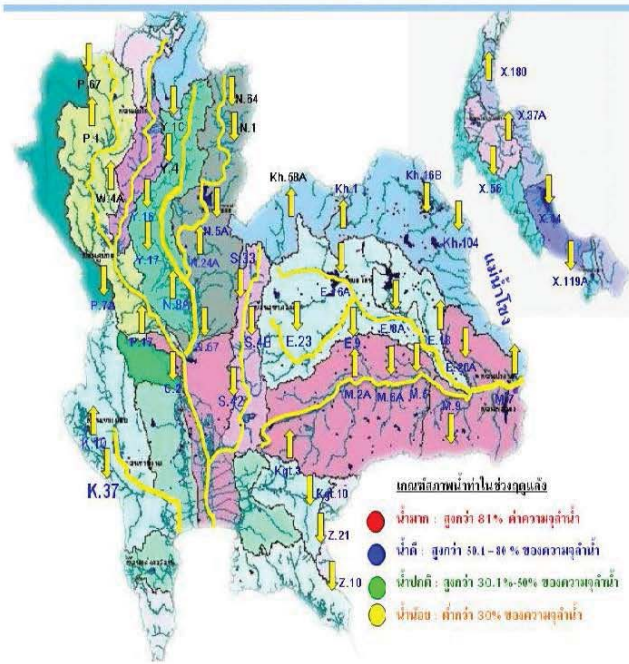 P.67
N.64
P.1
Y.16
N.1
Y.4
W.4A
N.5A
Y.17
N.24A
S.33
P.7A
N.8A
P.17
N.67
S.4B
C.2
S.42
K.10
K.37
Kh.58A
Kh.1
Kh.16B
Kh.104
แม่น้ำโขง
E.16A
E.23
E.8A
E.9
E.18
E.20A
M.2A
M.6A
M.5
M.9
M.7
Kgt.3
Kgt.10
Z.21
Z.10
X.180
X.37A
X.56
X.119A
เกณฑ์สภาพน้ำท่าในช่วงฤดูแล้ง
น้ำมาก : สูงกว่า 81% ค่าความจุลำน้ำ
น้ำดี : สูงกว่า 50.1 – 80 % ของความจุลำน้ำ
น้ำปกติ : สูงกว่า 30.1%-50% ของความจุลำน้ำ
น้ำน้อย : ต่ำกว่า 30% ของความจุลำน้ำ